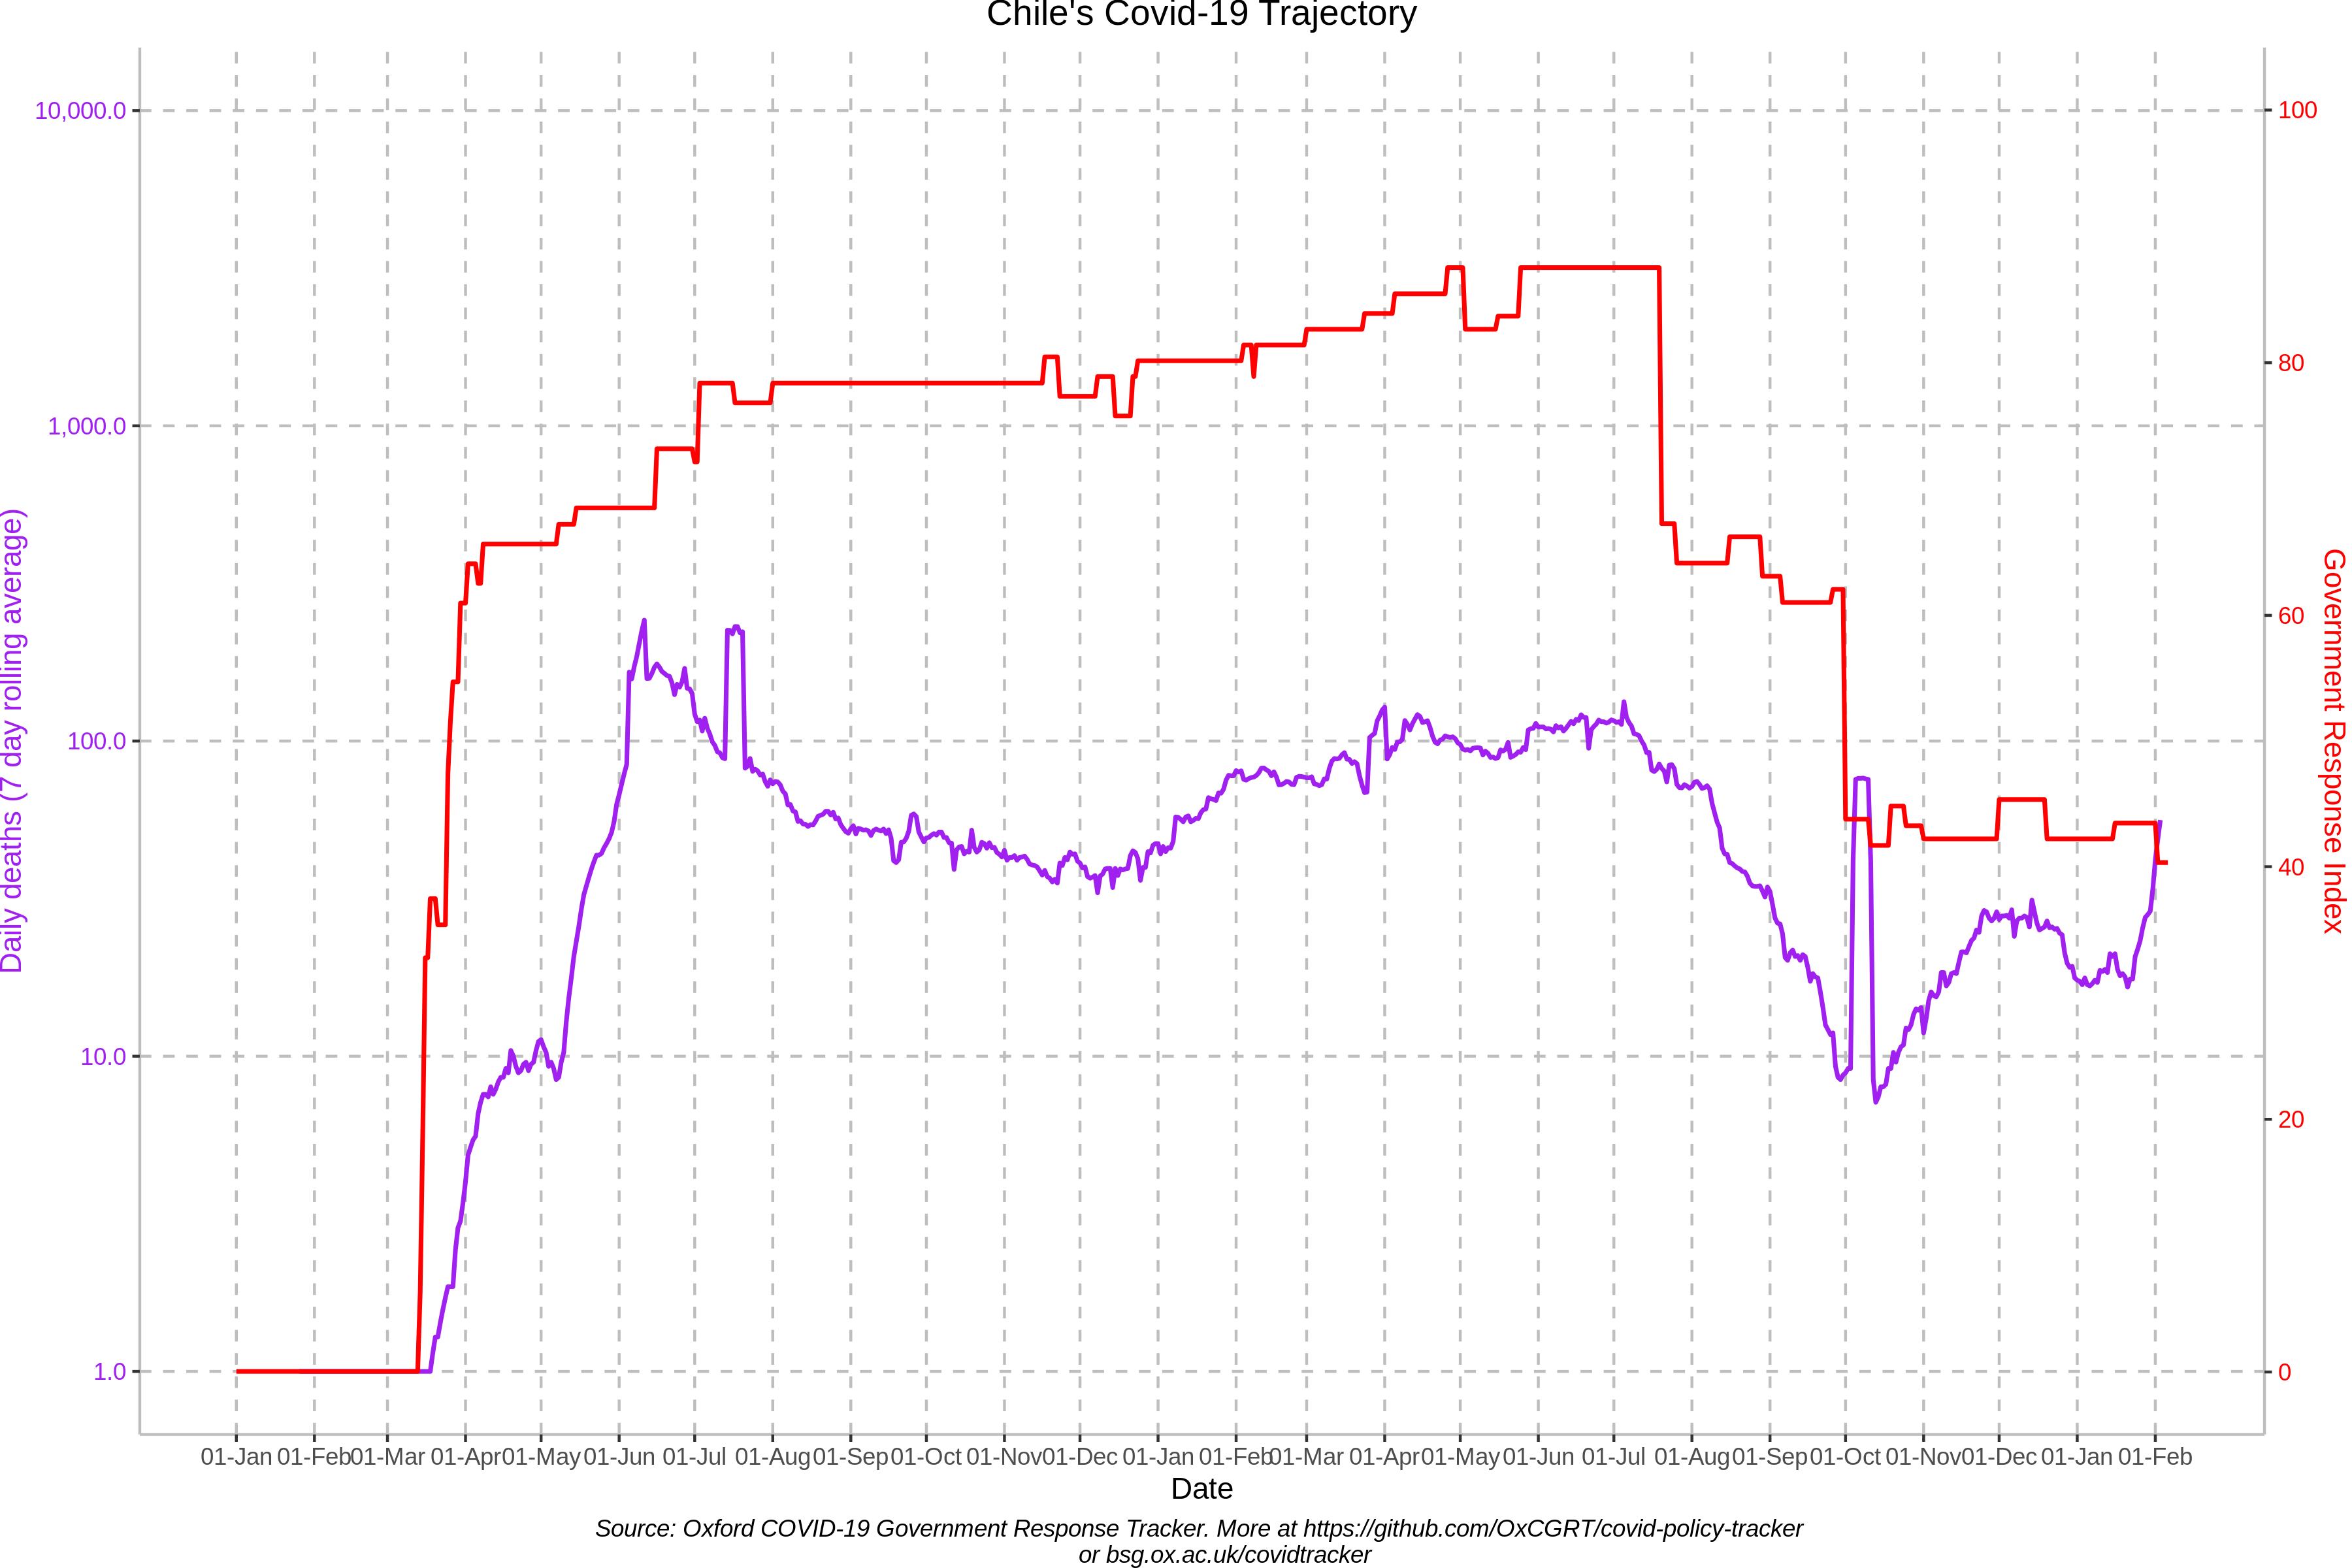 Chile's Covid-19 Trajectory
10,000.0
1,000.0
100.0
10.0
1.0
Daily deaths (7 day rolling average)
100
80
60
40
20
0
Government Response Index
01-Jan 01-Feb 01-Mar 01-Apr 01-May 01-Jun 01-Jul 01-Aug 01-Sep 01-Oct 01-Nov 01-Dec 01-Jan 01-Feb 01-Mar 01-Apr 01-May 01-Jun 01-Jul 01-Aug 01-Sep 01-Oct 01-Nov 01-Dec 01-Jan 01-Feb
Date
Source: Oxford COVID-19 Government Response Tracker. More at https://github.com/OxCGRT/covid-policy-tracker
or bsg.ox.ac.uk/covidtracker